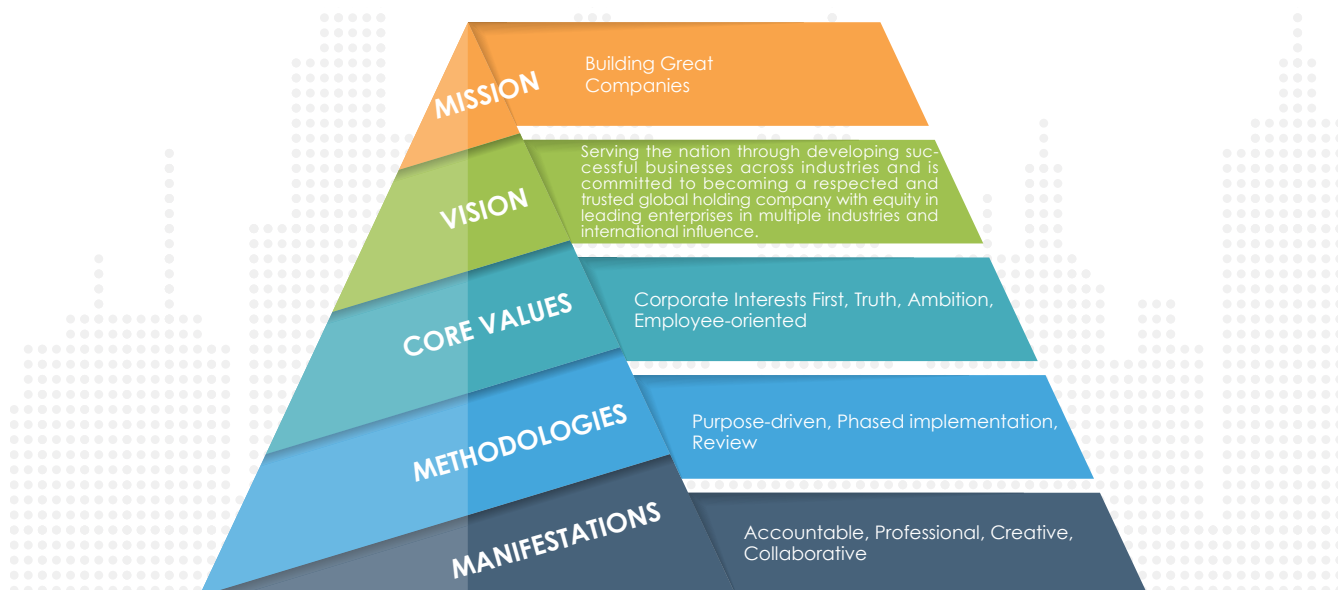 MISSION
Building Great
Companies
VISION
Serving the nation through developing suc-
cessful businesses across industries and is
committed to becoming a respected and
trusted global holding company with equity in
leading enterprises in multiple industries and
international influence.
CORE VALUES
Corporate Interests First, Truth, Ambition,
Employee-oriented
METHODOLOGIES
Purpose-driven, Phased implementation,
Review
MANIFESTATIONS
Accountable, Professional, Creative,
Collaborative